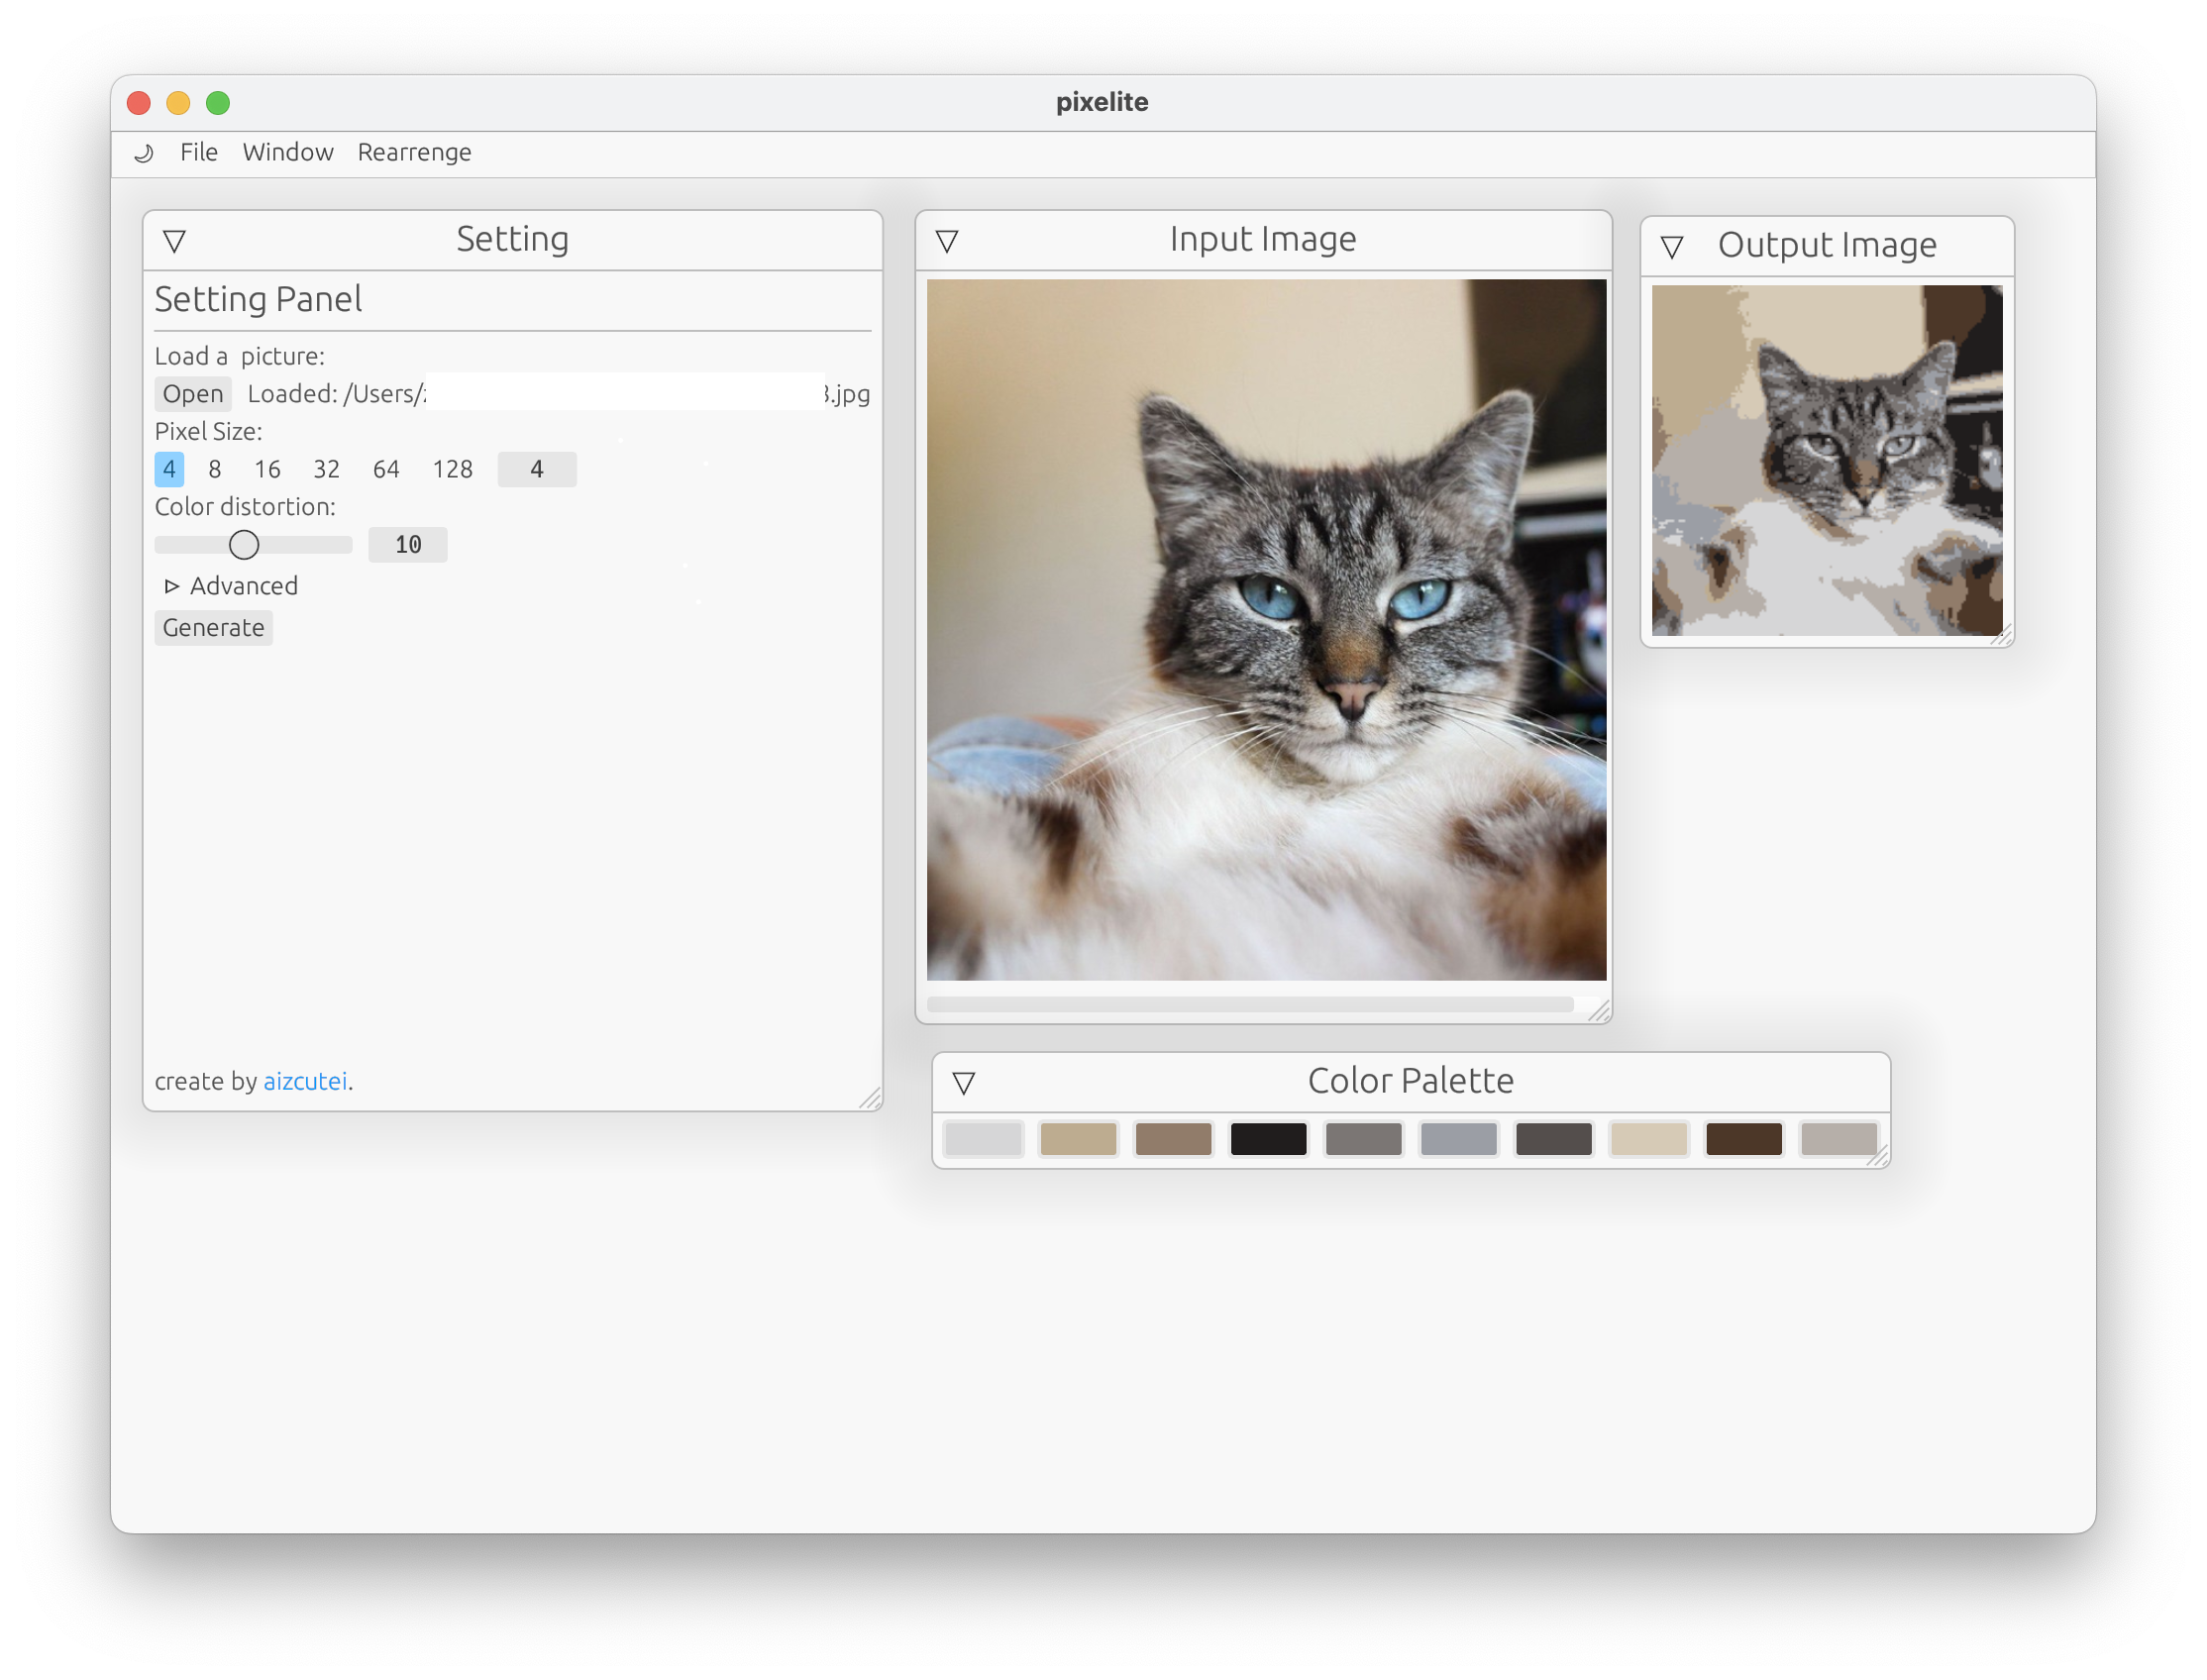 pixelite
File Window Rearrenge
Setting
Setting Panel
Load a picture:
Open Loaded: /Users/ .jpg
Pixel Size:
4 8 16 32 64 128 4
Color distortion:
10
Advanced
Generate
create by aizcutei.
Input Image
Output Image
Color Palette